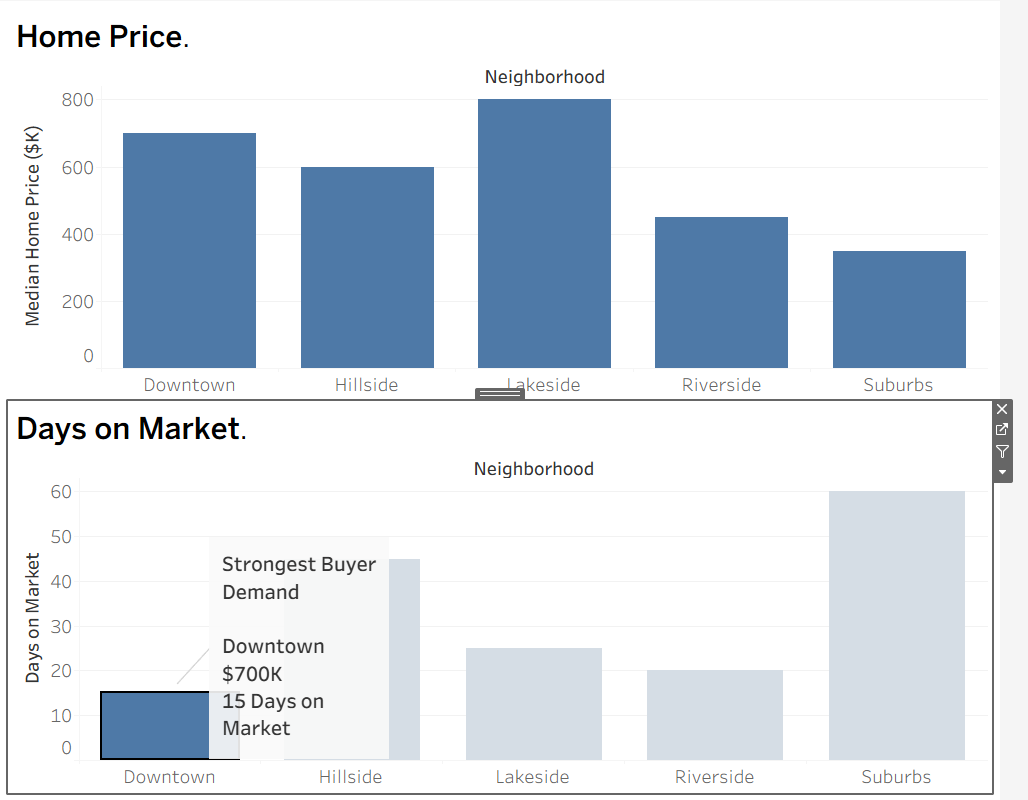 Home Price.
Neighborhood
Median Home Price ($K)
800
600
400
200
0
Downtown Hillside Lakeside Riverside Suburbs
Days on Market.
Neighborhood
Days on Market
60
50
40
30
20
10
0
Strongest Buyer
Demand
Downtown
$700K
15 Days on
Market
Downtown Hillside Lakeside Riverside Suburbs